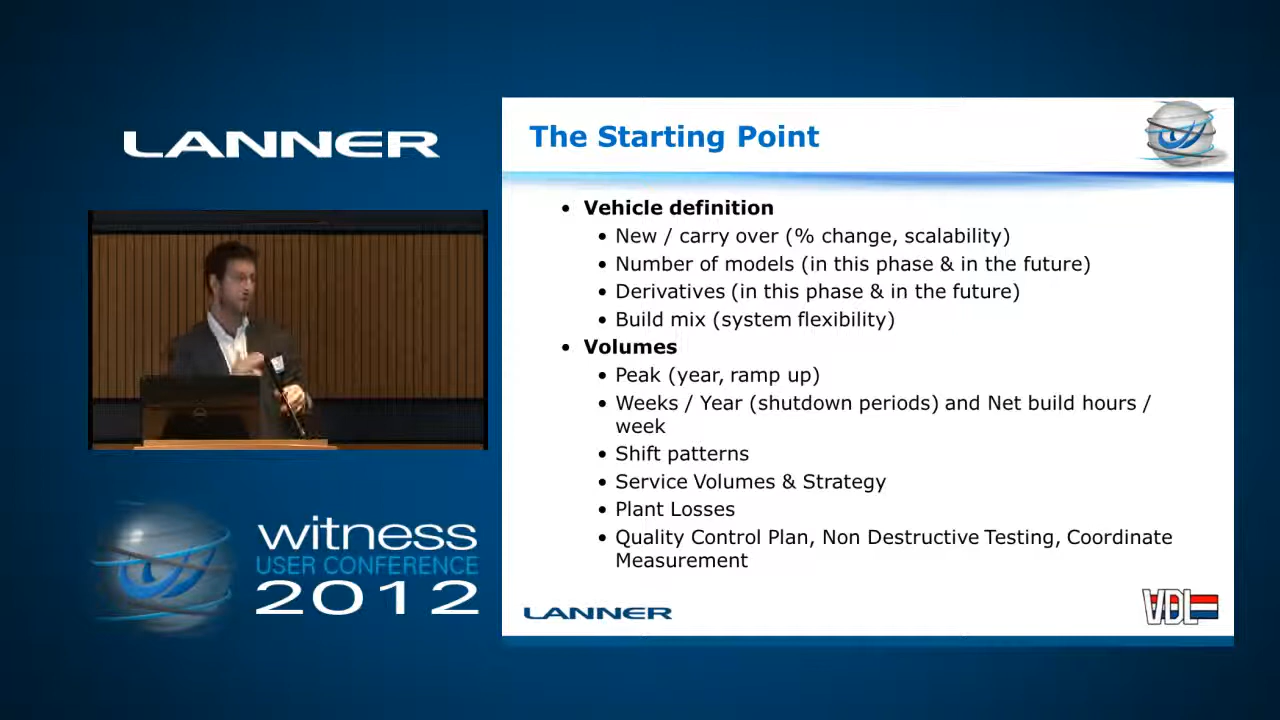 LANNER
witness
USER CONFERENCE
2012
The Starting Point
• Vehicle definition
• New / carry over (% change, scalability)
• Number of models (in this phase & in the future)
• Derivatives (in this phase & in the future)
• Build mix (system flexibility)
• Volumes
• Peak (year, ramp up)
• Weeks / Year (shutdown periods) and Net build hours /
week
• Shift patterns
• Service Volumes & Strategy
• Plant Losses
• Quality Control Plan, Non Destructive Testing, Coordinate
Measurement
LANNER
VDL